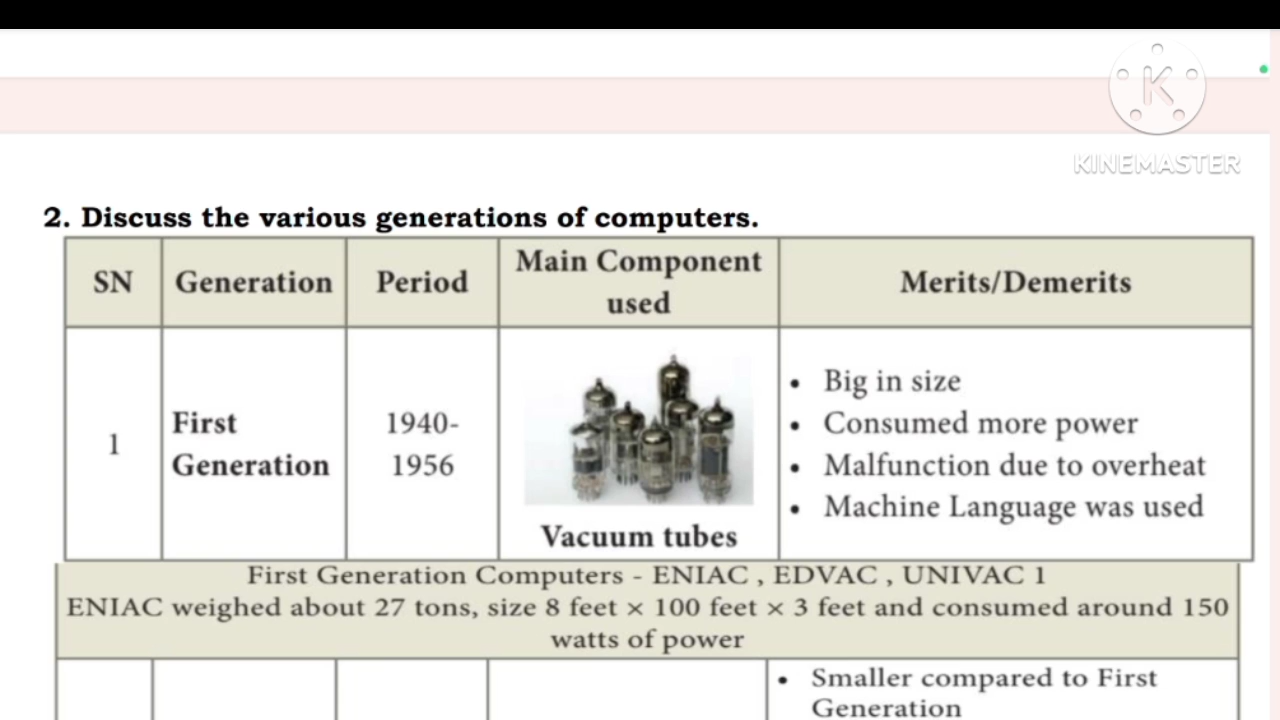 K
KINEMASTER
2. Discuss the various generations of computers.
SN
Generation
Period
Main Component
used
Merits/Demerits
1
First
Generation
1940-
1956
Vacuum tubes
• Big in size
• Consumed more power
• Malfunction due to overheat
• Machine Language was used
First Generation Computers - ENIAC , EDVAC , UNIVAC 1
ENIAC weighed about 27 tons, size 8 feet × 100 feet × 3 feet and consumed around 150
watts of power
• Smaller compared to First
Generation